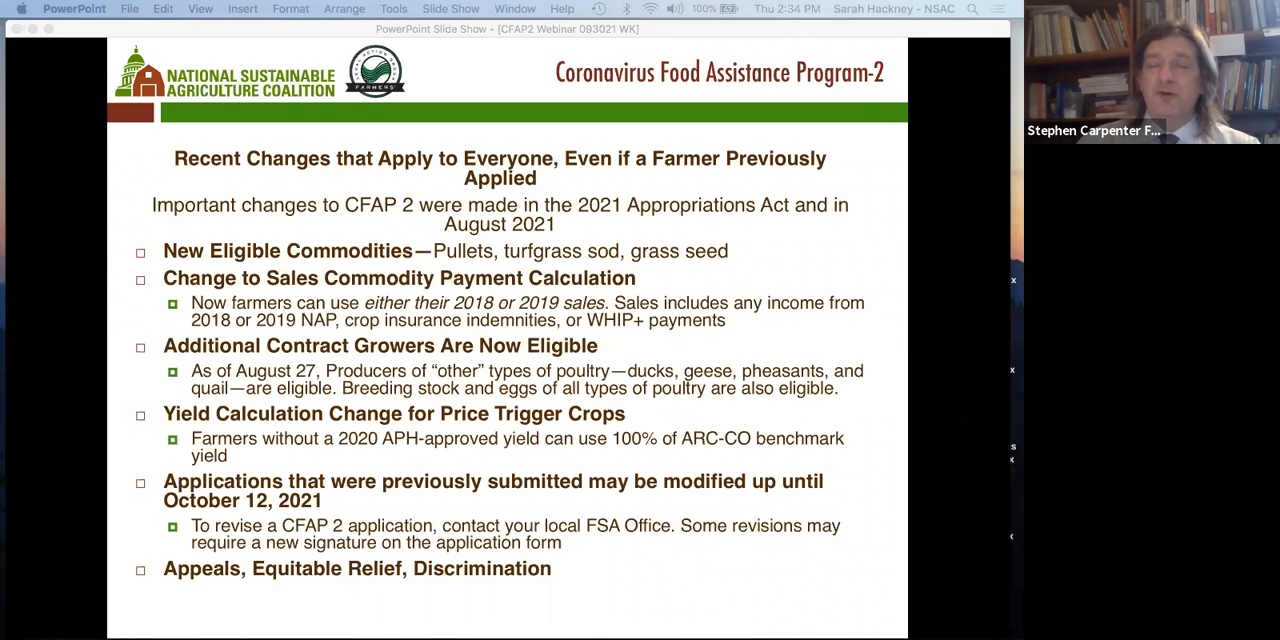 PowerPoint File Edit View Insert Format Arrange Tools Slide Show Window Help 100% Thu 2:34 PM Sarah Hackney - NSAC
PowerPoint Slide Show - [CFAP2 Webinar 093021 WK]
NATIONAL SUSTAINABLE
AGRICULTURE COALITION
FARMERS'
Coronavirus Food Assistance Program-2
Stephen Carpenter F...
Recent Changes that Apply to Everyone, Even if a Farmer Previously
Applied
Important changes to CFAP 2 were made in the 2021 Appropriations Act and in
August 2021
New Eligible Commodities—Pullets, turfgrass sod, grass seed
Change to Sales Commodity Payment Calculation
Now farmers can use either their 2018 or 2019 sales. Sales includes any income from
2018 or 2019 NAP, crop insurance indemnities, or WHIP+ payments
Additional Contract Growers Are Now Eligible
As of August 27, Producers of “other” types of poultry—ducks, geese, pheasants, and
quail—are eligible. Breeding stock and eggs of all types of poultry are also eligible.
Yield Calculation Change for Price Trigger Crops
Farmers without a 2020 APH-approved yield can use 100% of ARC-CO benchmark
yield
Applications that were previously submitted may be modified up until
October 12, 2021
To revise a CFAP 2 application, contact your local FSA Office. Some revisions may
require a new signature on the application form
Appeals, Equitable Relief, Discrimination